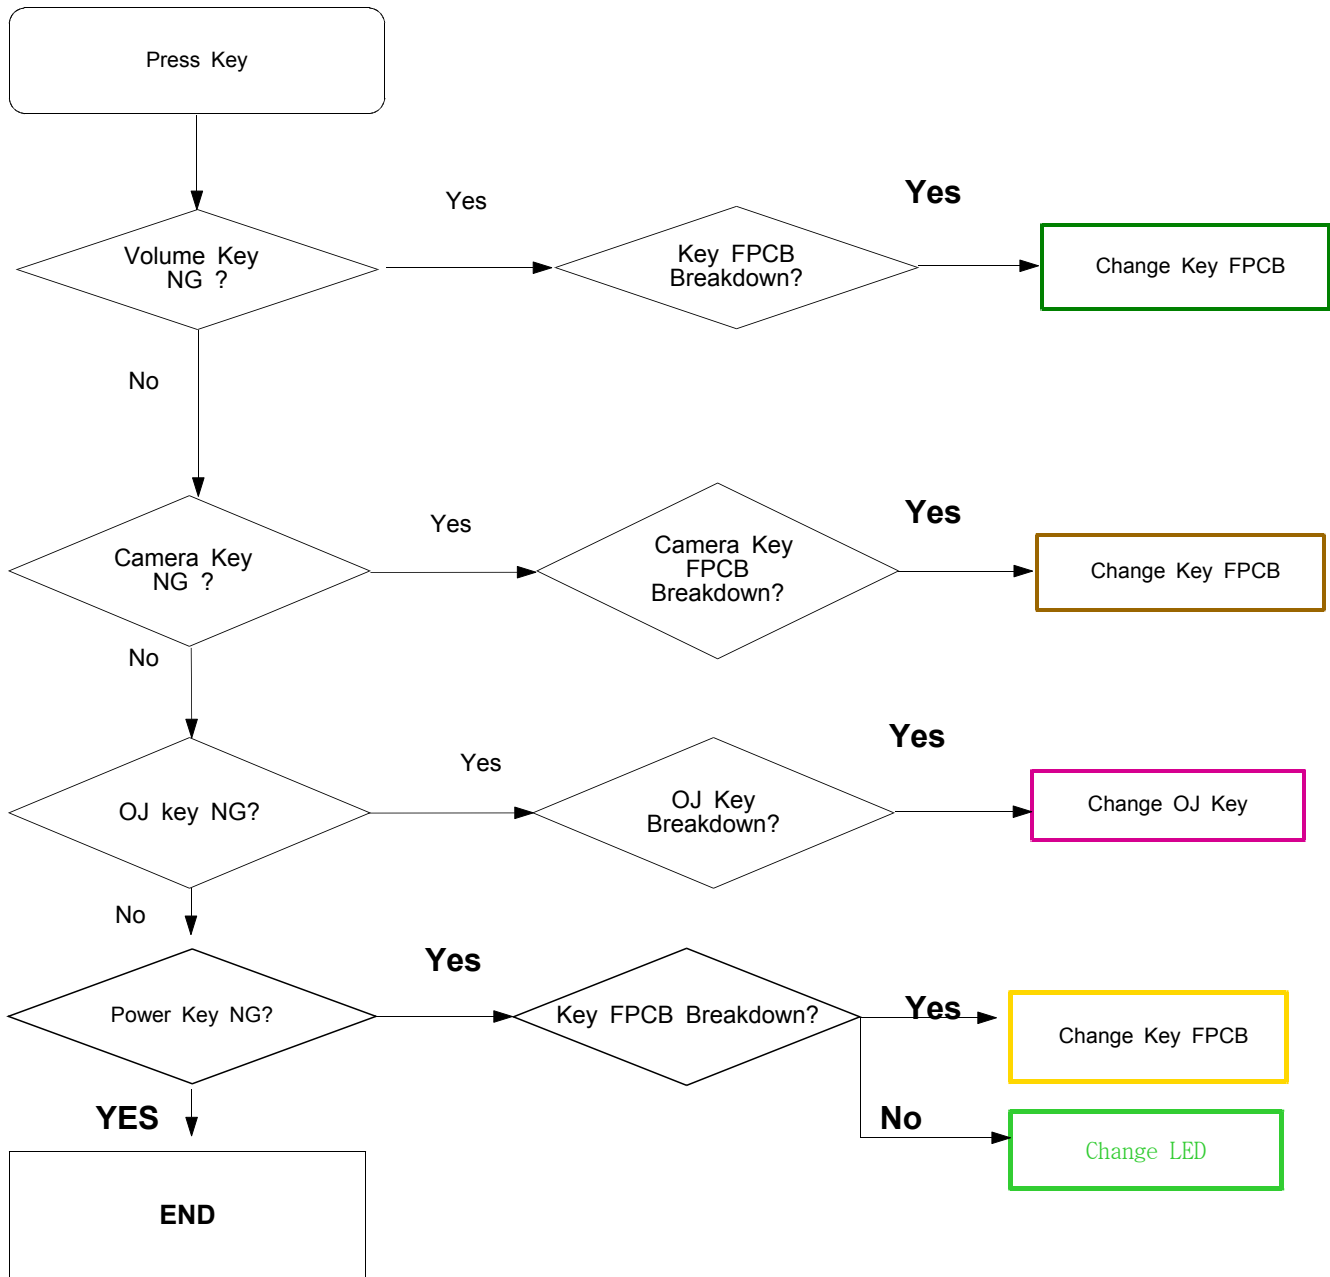 Press Key
Yes
Yes
Volume Key
NG ?
Key FPCB
Breakdown?
Change Key FPCB
No
Yes
Yes
Camera Key
NG ?
Camera Key
FPCB
Breakdown?
Change Key FPCB
No
Yes
Yes
OJ key NG?
OJ Key
Breakdown?
Change OJ Key
No
Yes
Power Key NG?
Key FPCB Breakdown?
Yes
Change Key FPCB
YES
No
Change LED
END